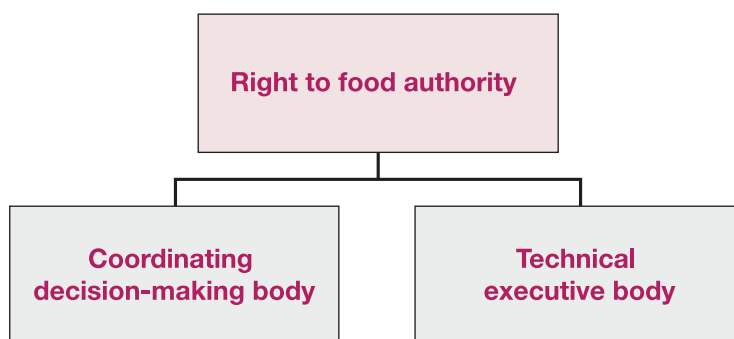 Right to food authority
Coordinating
decision-making body
Technical
executive body